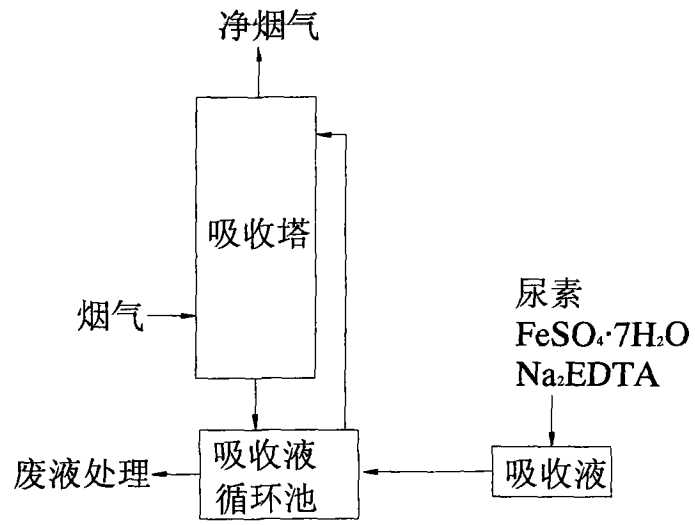 净烟气
吸收塔
烟气
尿素
FeSO₄·7H₂O
Na₂EDTA
吸收液
循环池
废液处理
吸收液